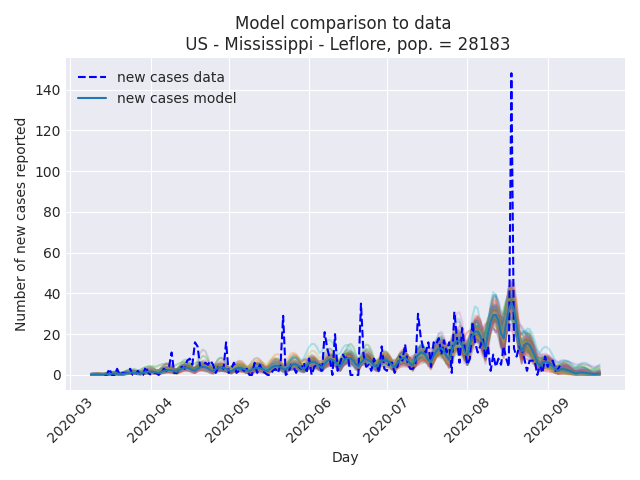 Model comparison to data
US - Mississippi - Leflore, pop. = 28183
new cases data
new cases model
Number of new cases reported
140
120
100
80
60
40
20
0
2020-03
2020-04
2020-05
2020-06
2020-07
2020-08
2020-09
Day